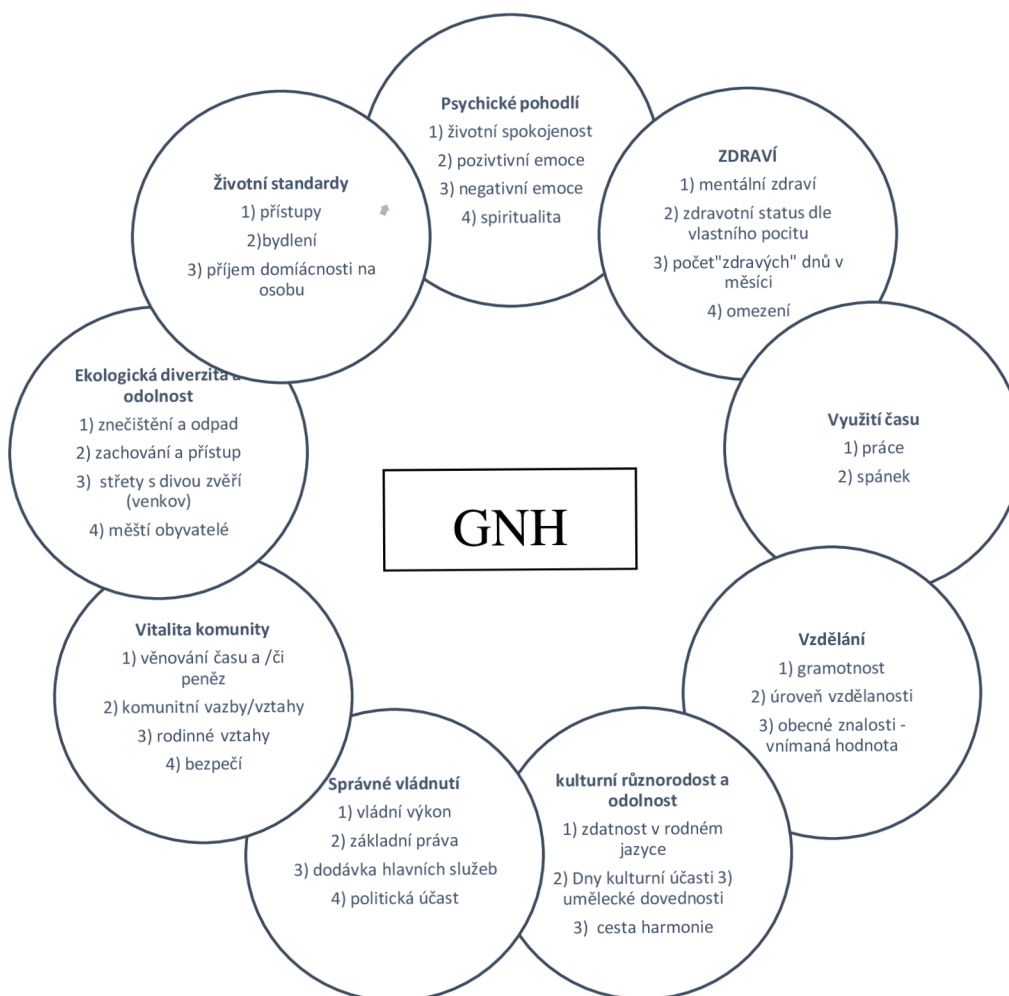 Psychické pohodlí
1) životní spokojenost
2) pozivtivní emoce
3) negativní emoce
4) spiritualita
ZDRAVÍ
1) mentální zdraví
2) zdravotní status dle
vlastního pocitu
3) počet"zdravých" dnů v
měsíci
4) omezení
Využití času
1) práce
2) spánek
Vzdělání
1) gramotnost
2) úroveň vzdělanosti
3) obecné znalosti -
vnímaná hodnota
kulturní různorodost a
odolnost
1) zdatnost v rodném
jazyce
2) Dny kulturní účasti 3)
umělecké dovednosti
3) cesta harmonie
Správné vládnutí
1) vládní výkon
2) základní práva
3) dodávka hlavních služeb
4) politická účast
Vitalita komunity
1) věnování času a /či
peněz
2) komunitní vazby/vztahy
3) rodinné vztahy
4) bezpečí
Ekologická diverzita a
odolnost
1) znečištění a odpad
2) zachování a přístup
3) střety s divou zvěří
(venkov)
4) měští obyvatelé
Životní standardy
1) přístupy
2)bydlení
3) příjem domíácnosti na
osobu
GNH